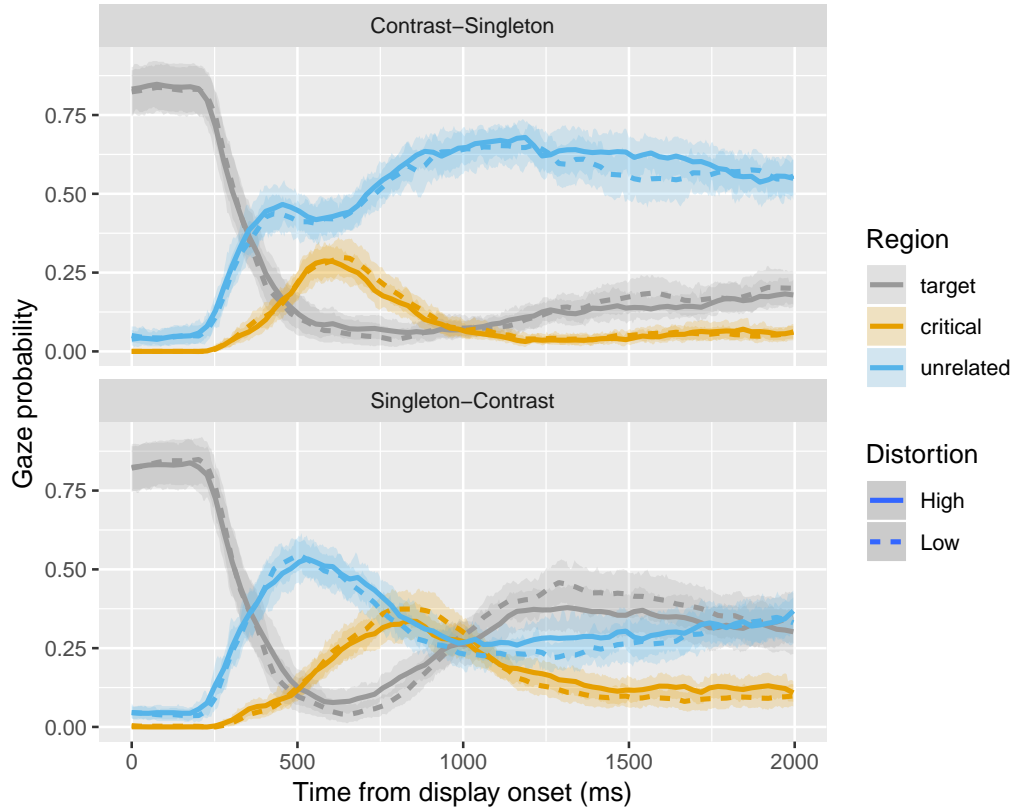 Contrast−Singleton
0.75
0.50
0.25
0.00
Singleton−Contrast
0.75
0.50
0.25
0.00
0
500
1000
1500
2000
Time from display onset (ms)
Gaze probability
Region
target
critical
unrelated
Distortion
High
Low